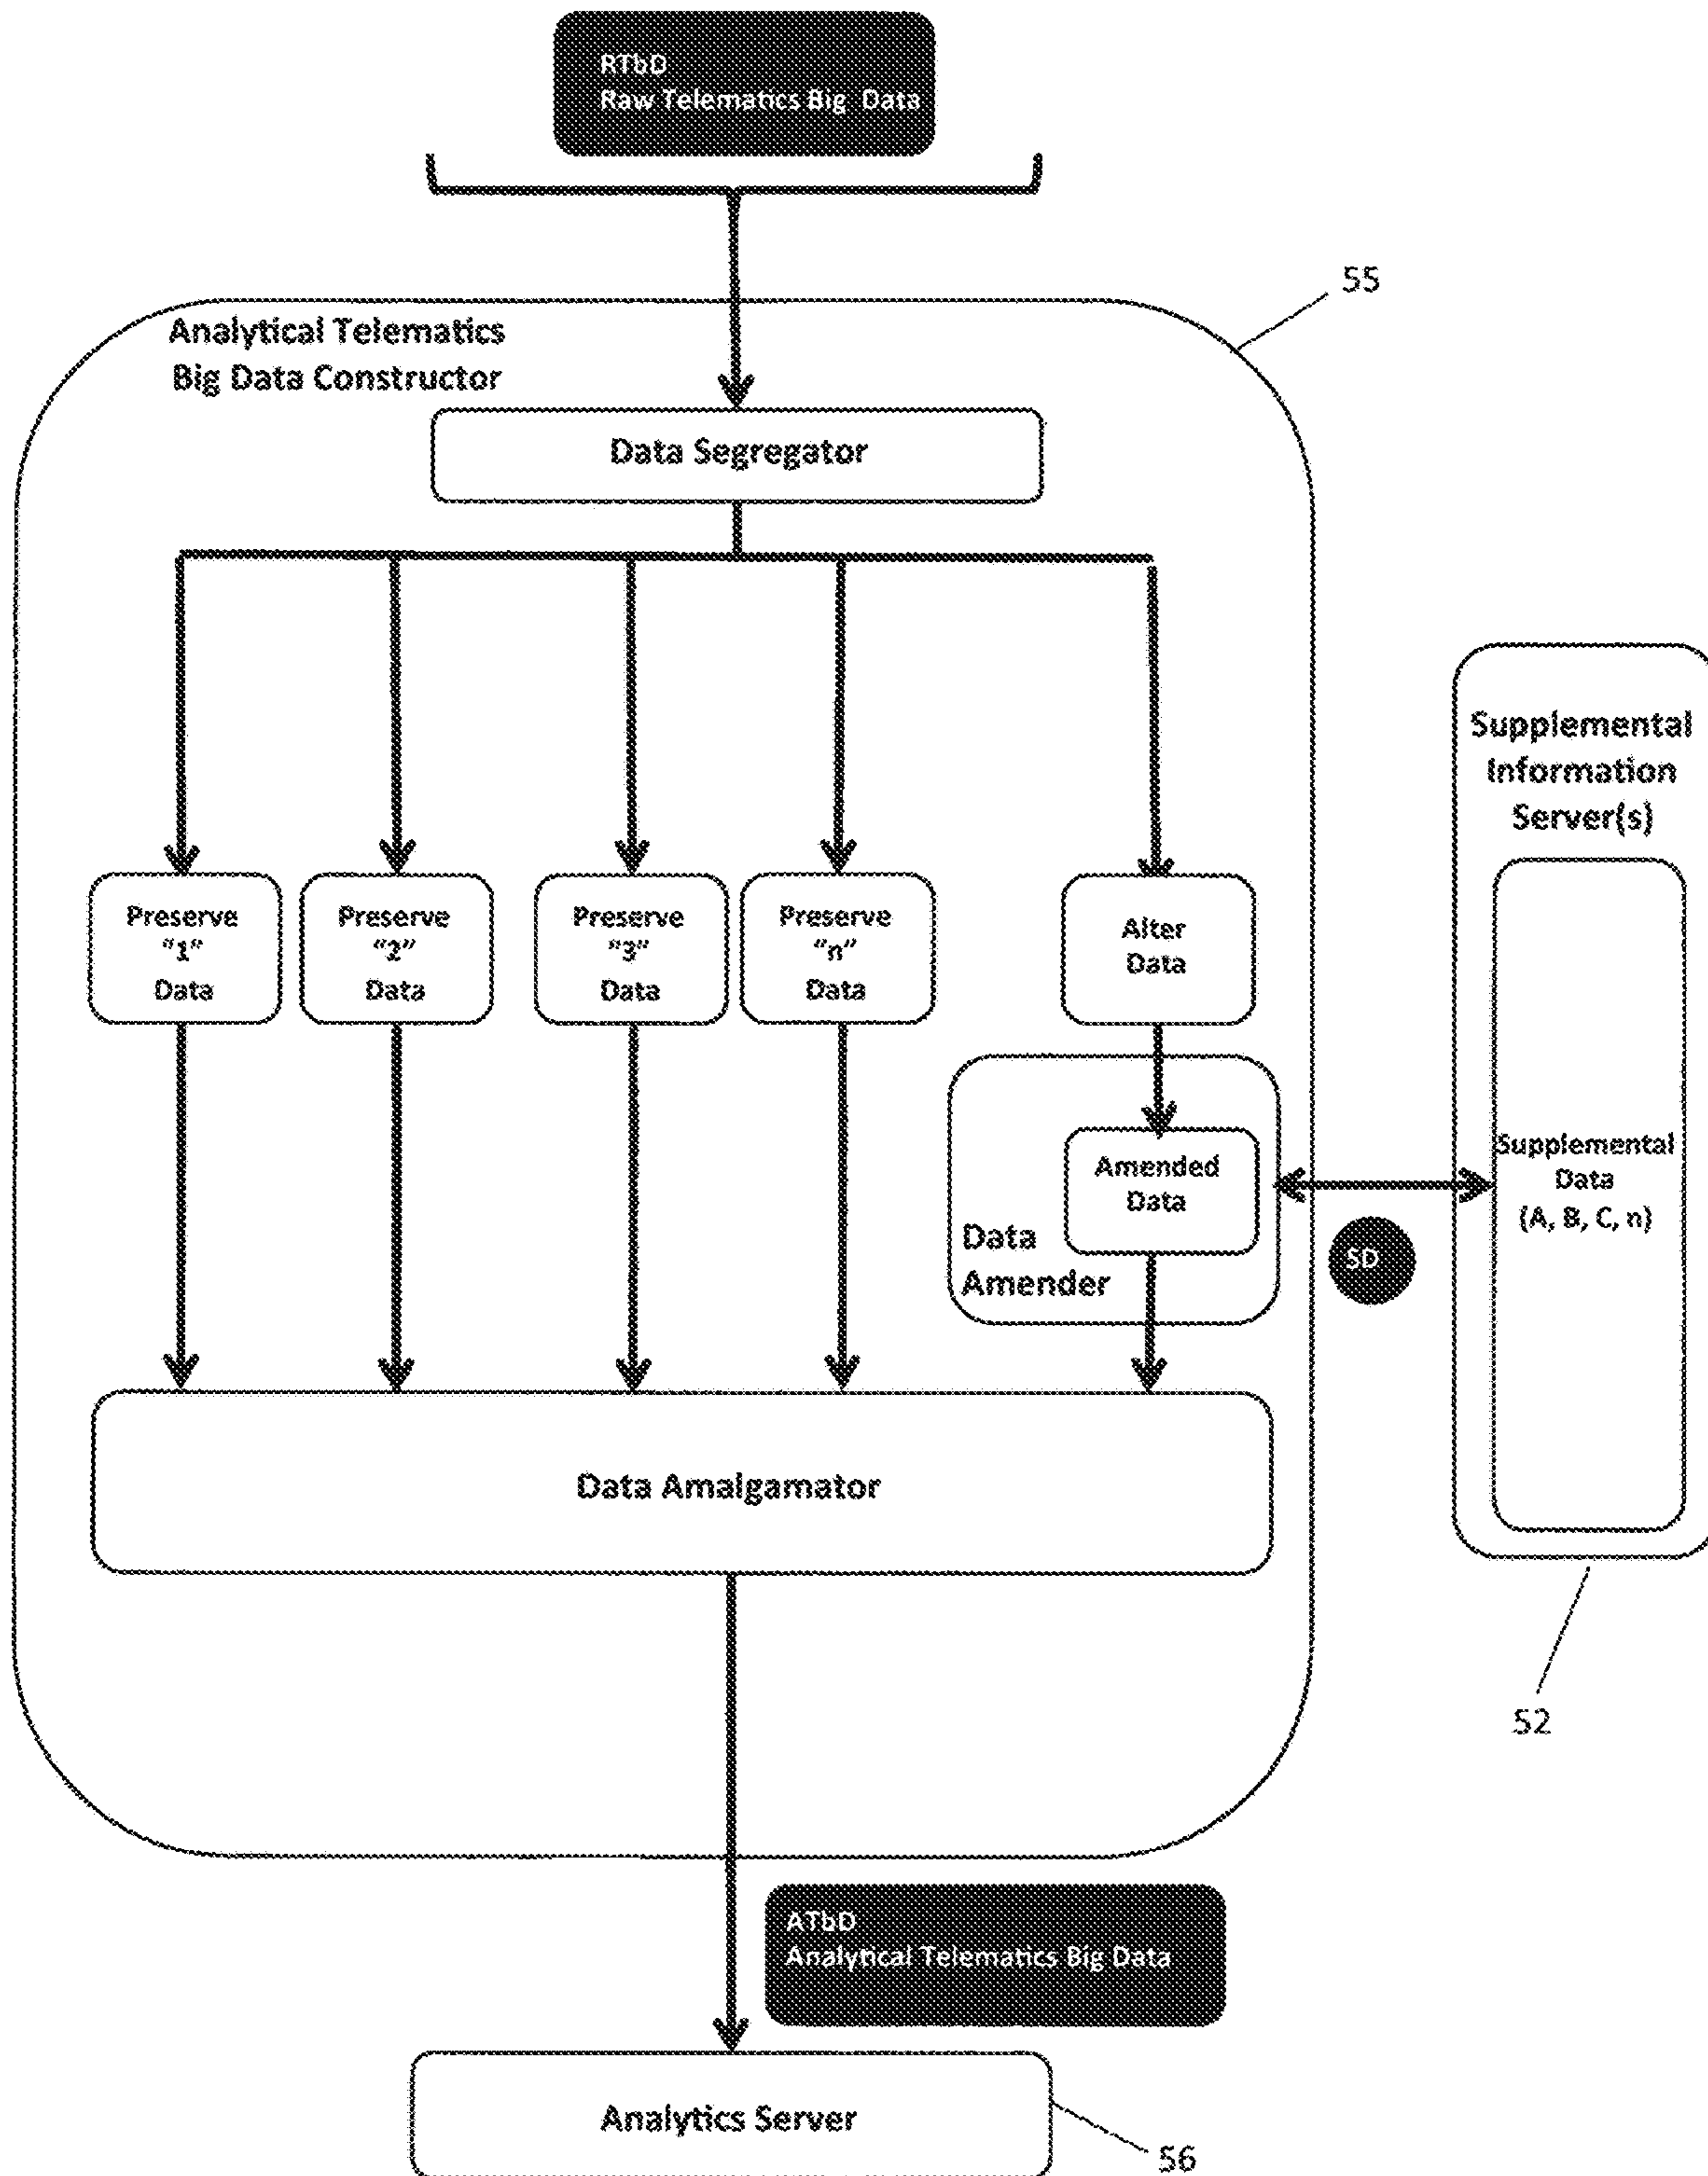 RTbD
Raw Telematics Big Data
55
Analytical Telematics
Big Data Constructor
Data Segregator
Supplemental
Information
Server(s)
Preserve
"1"
Data
Preserve
"2"
Data
Preserve
"3"
Data
Preserve
"n"
Data
Alter
Data
Amended
Data
Data
Amender
Supplemental
Data
(A, B, C, n)
SD
Data Amalgamator
52
ATbD
Analytical Telematics Big Data
Analytics Server
56